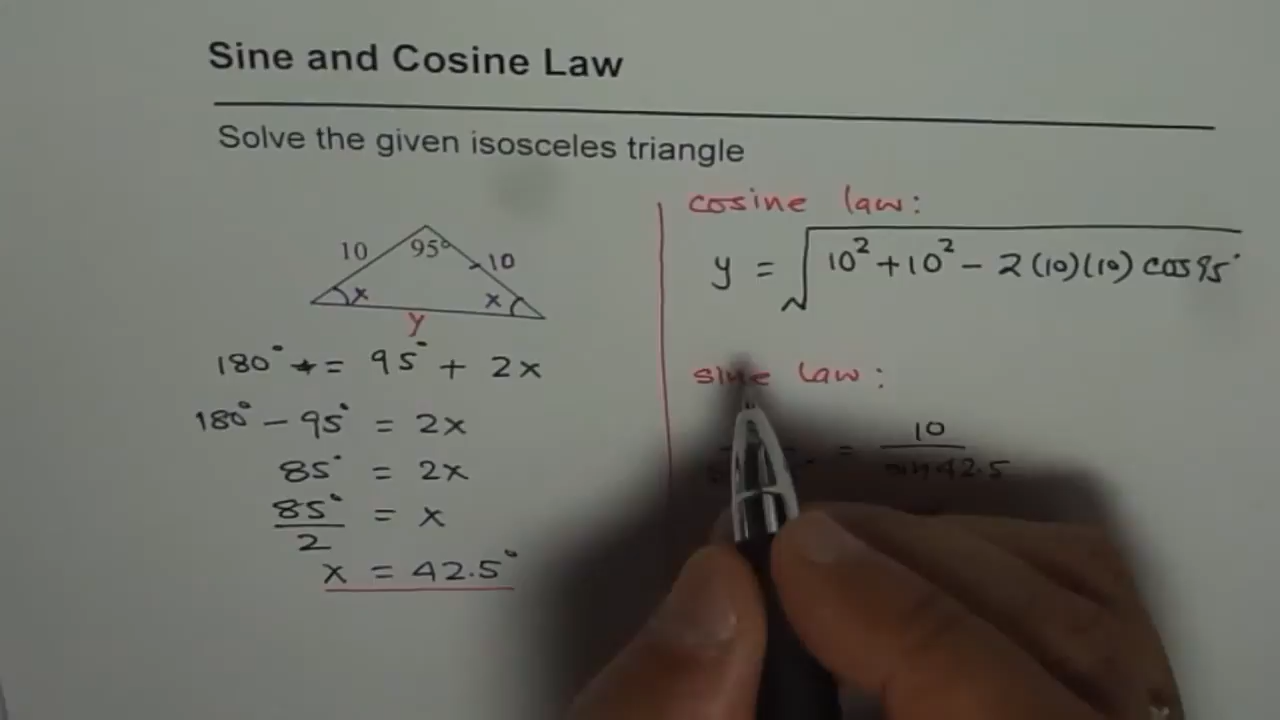 Sine and Cosine Law
Solve the given isosceles triangle
10 95° 10
x x
y
180° = 95° + 2x
180° - 95° = 2x
85° = 2x
85°/2 = x
x = 42.5°
cosine law:
y = √10² + 10² - 2(10)(10) cos 95°
sine law:
= 10/sin 42.5